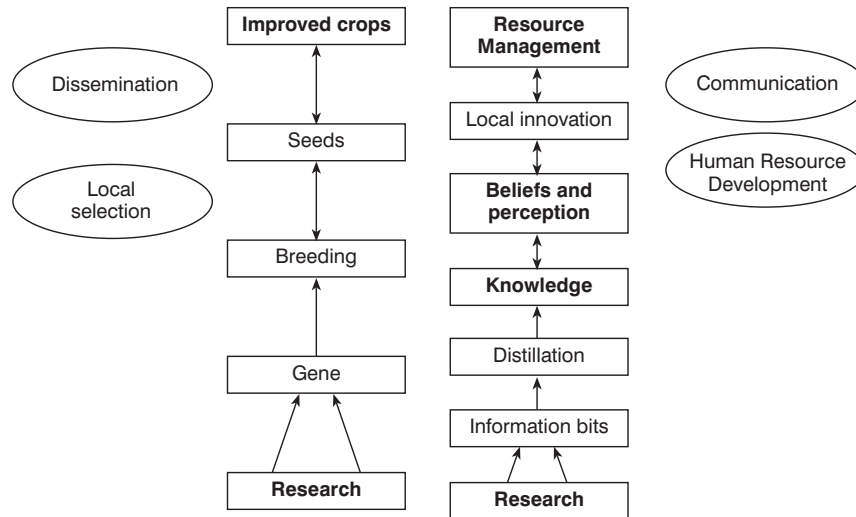 Improved crops
Dissemination
Seeds
Local
selection
Breeding
Gene
Research
Resource
Management
Communication
Local innovation
Human Resource
Development
Beliefs and
perception
Knowledge
Distillation
Information bits
Research